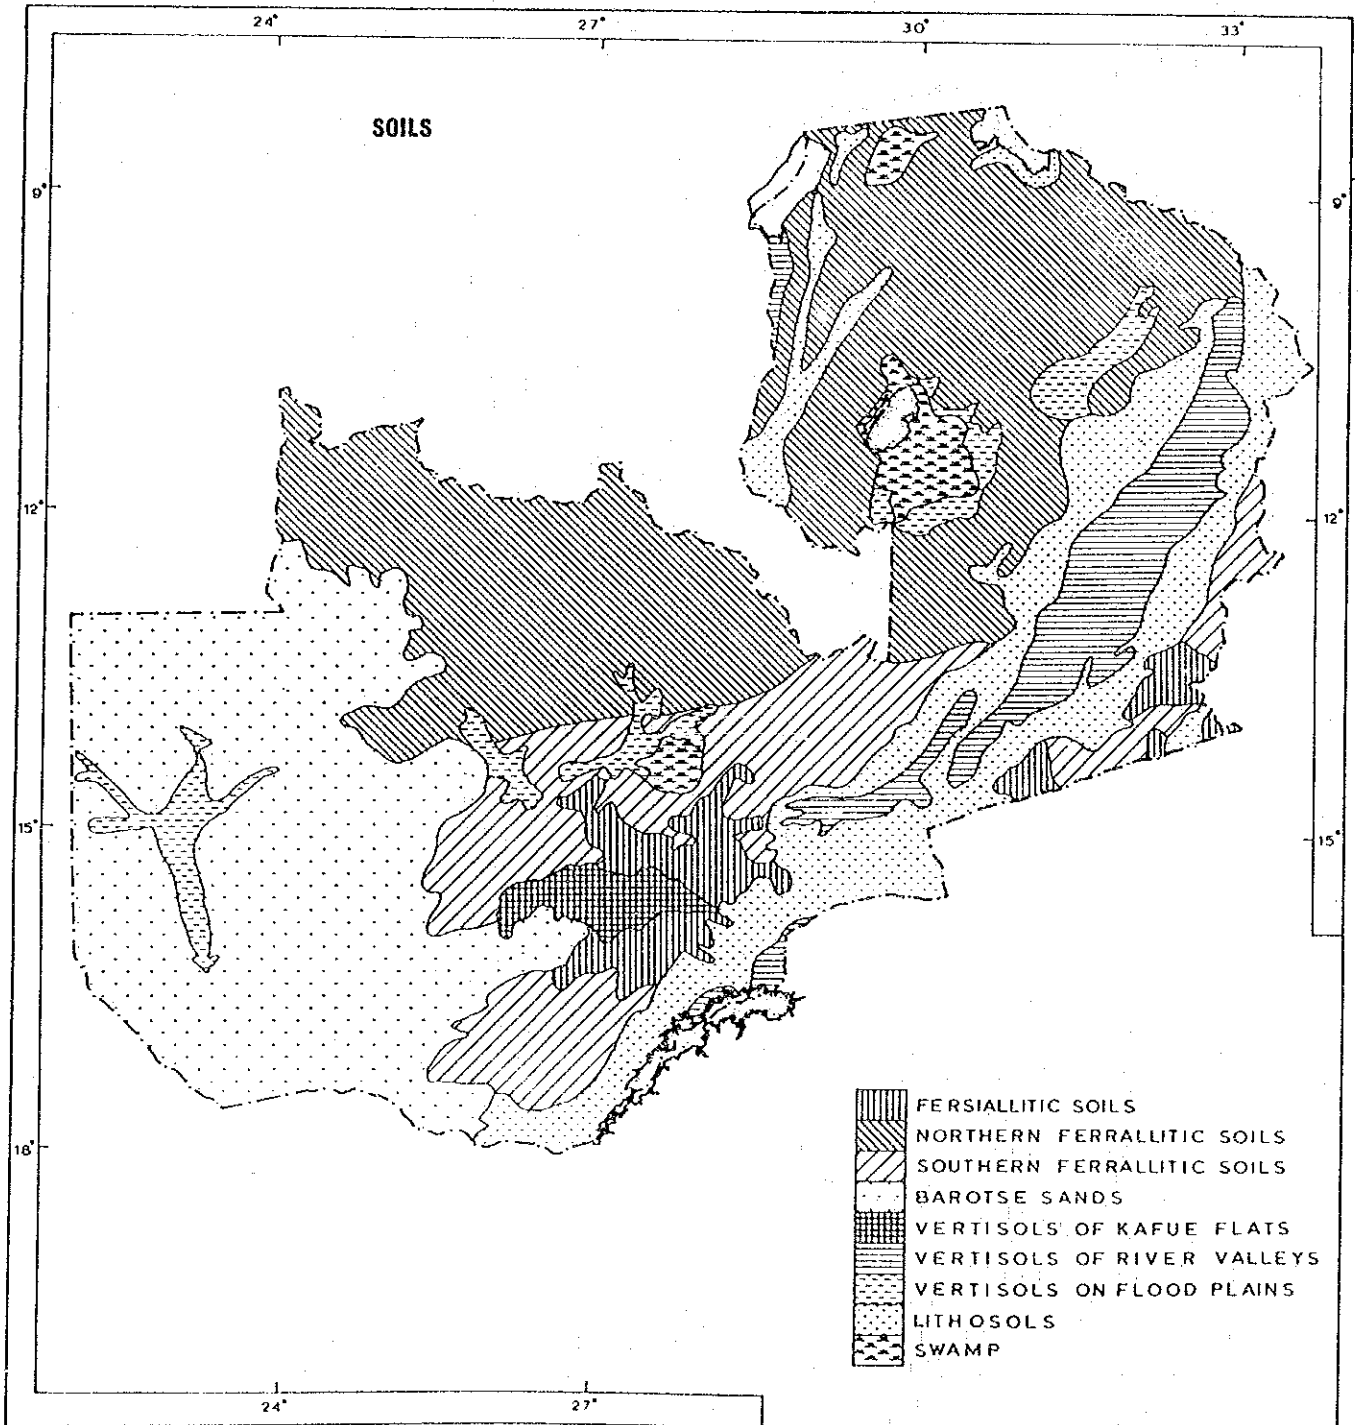 24° 27° 30° 33°
SOILS
9° 9°
12° 12°
15° 15°
18°
FERSIALLITIC SOILS
NORTHERN FERRALLITIC SOILS
SOUTHERN FERRALLITIC SOILS
BAROTSE SANDS
VERTISOLS OF KAFUE FLATS
VERTISOLS OF RIVER VALLEYS
VERTISOLS ON FLOOD PLAINS
LITHOSOLS
SWAMP
24° 27°